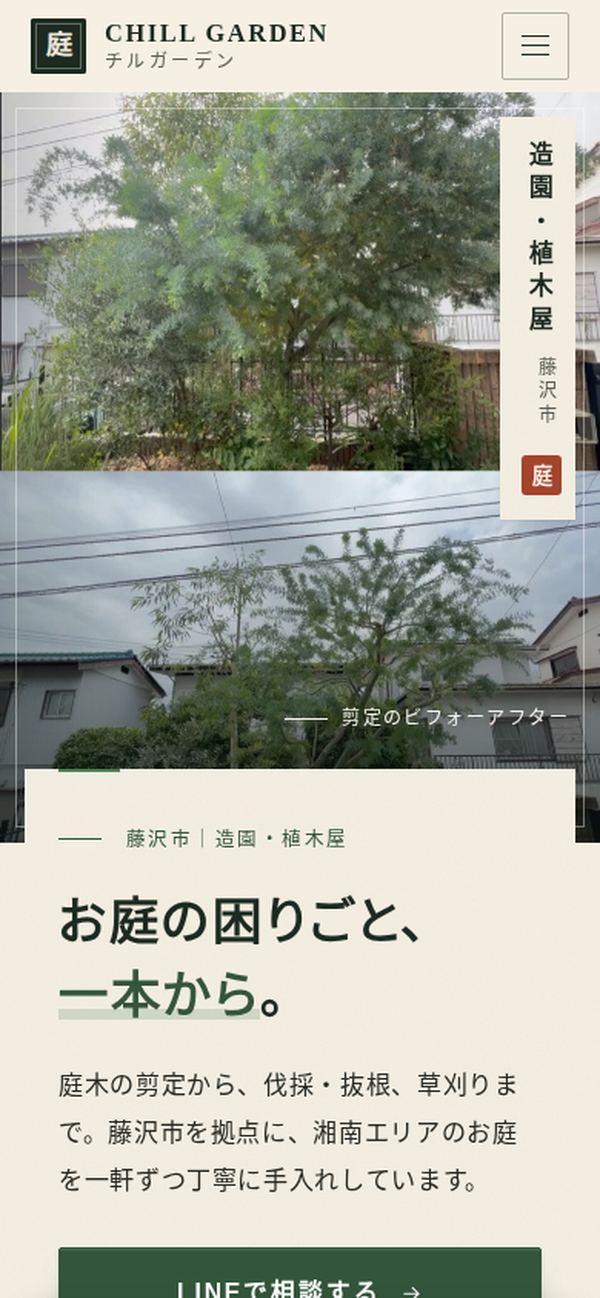 庭
CHILL GARDEN
チルガーデン
造園・植木屋
藤沢市
庭
剪定のビフォーアフター
藤沢市｜造園・植木屋
お庭の困りごと、
一本から。
庭木の剪定から、伐採・抜根、草刈りま
で。藤沢市を拠点に、湘南エリアのお庭
を一軒ずつ丁寧に手入れしています。
LINEで相談する →